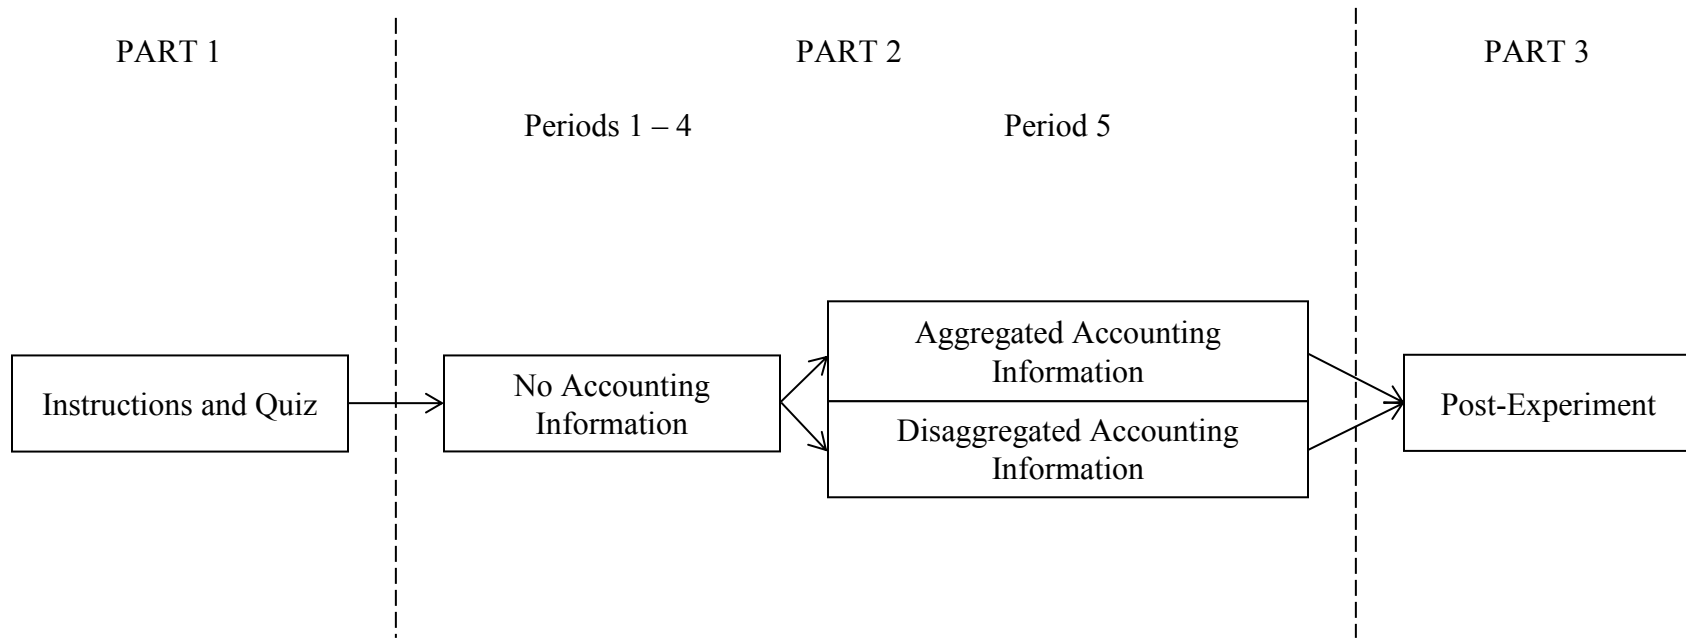 PART 1
PART 2
PART 3
Periods 1 – 4
Period 5
Instructions and Quiz
No Accounting
Information
Aggregated Accounting
Information
Disaggregated Accounting
Information
Post-Experiment